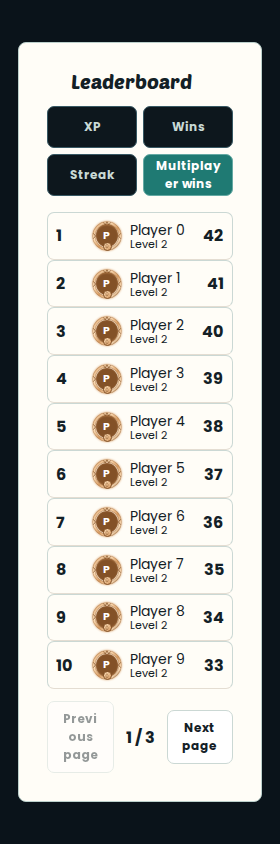 Leaderboard
XP
Wins
Streak
Multiplay
er wins
1 P Player 0 42
Level 2
2 P Player 1 41
Level 2
3 P Player 2 40
Level 2
4 P Player 3 39
Level 2
5 P Player 4 38
Level 2
6 P Player 5 37
Level 2
7 P Player 6 36
Level 2
8 P Player 7 35
Level 2
9 P Player 8 34
Level 2
10 P Player 9 33
Level 2
Previ
ous
page
1 / 3
Next
page